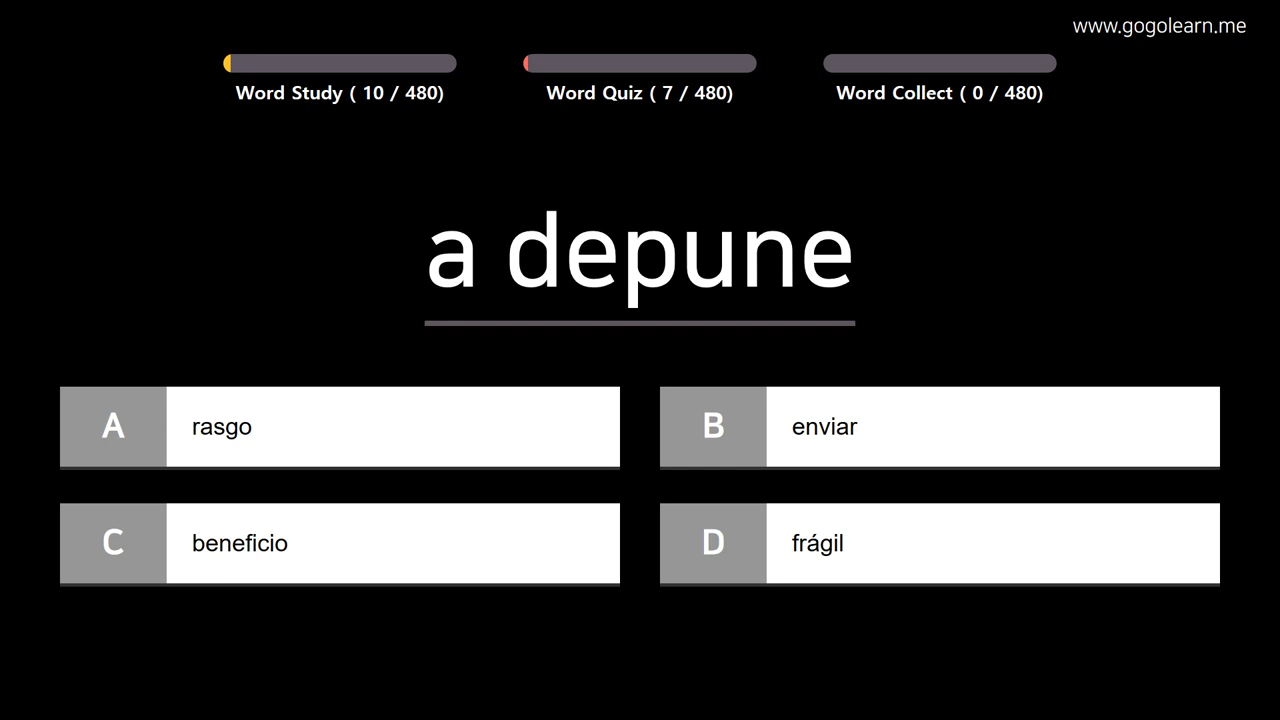 www.gogolearn.me
Word Study ( 10 / 480)
Word Quiz ( 7 / 480)
Word Collect ( 0 / 480)
a depune
A rasgo
B enviar
C beneficio
D frágil